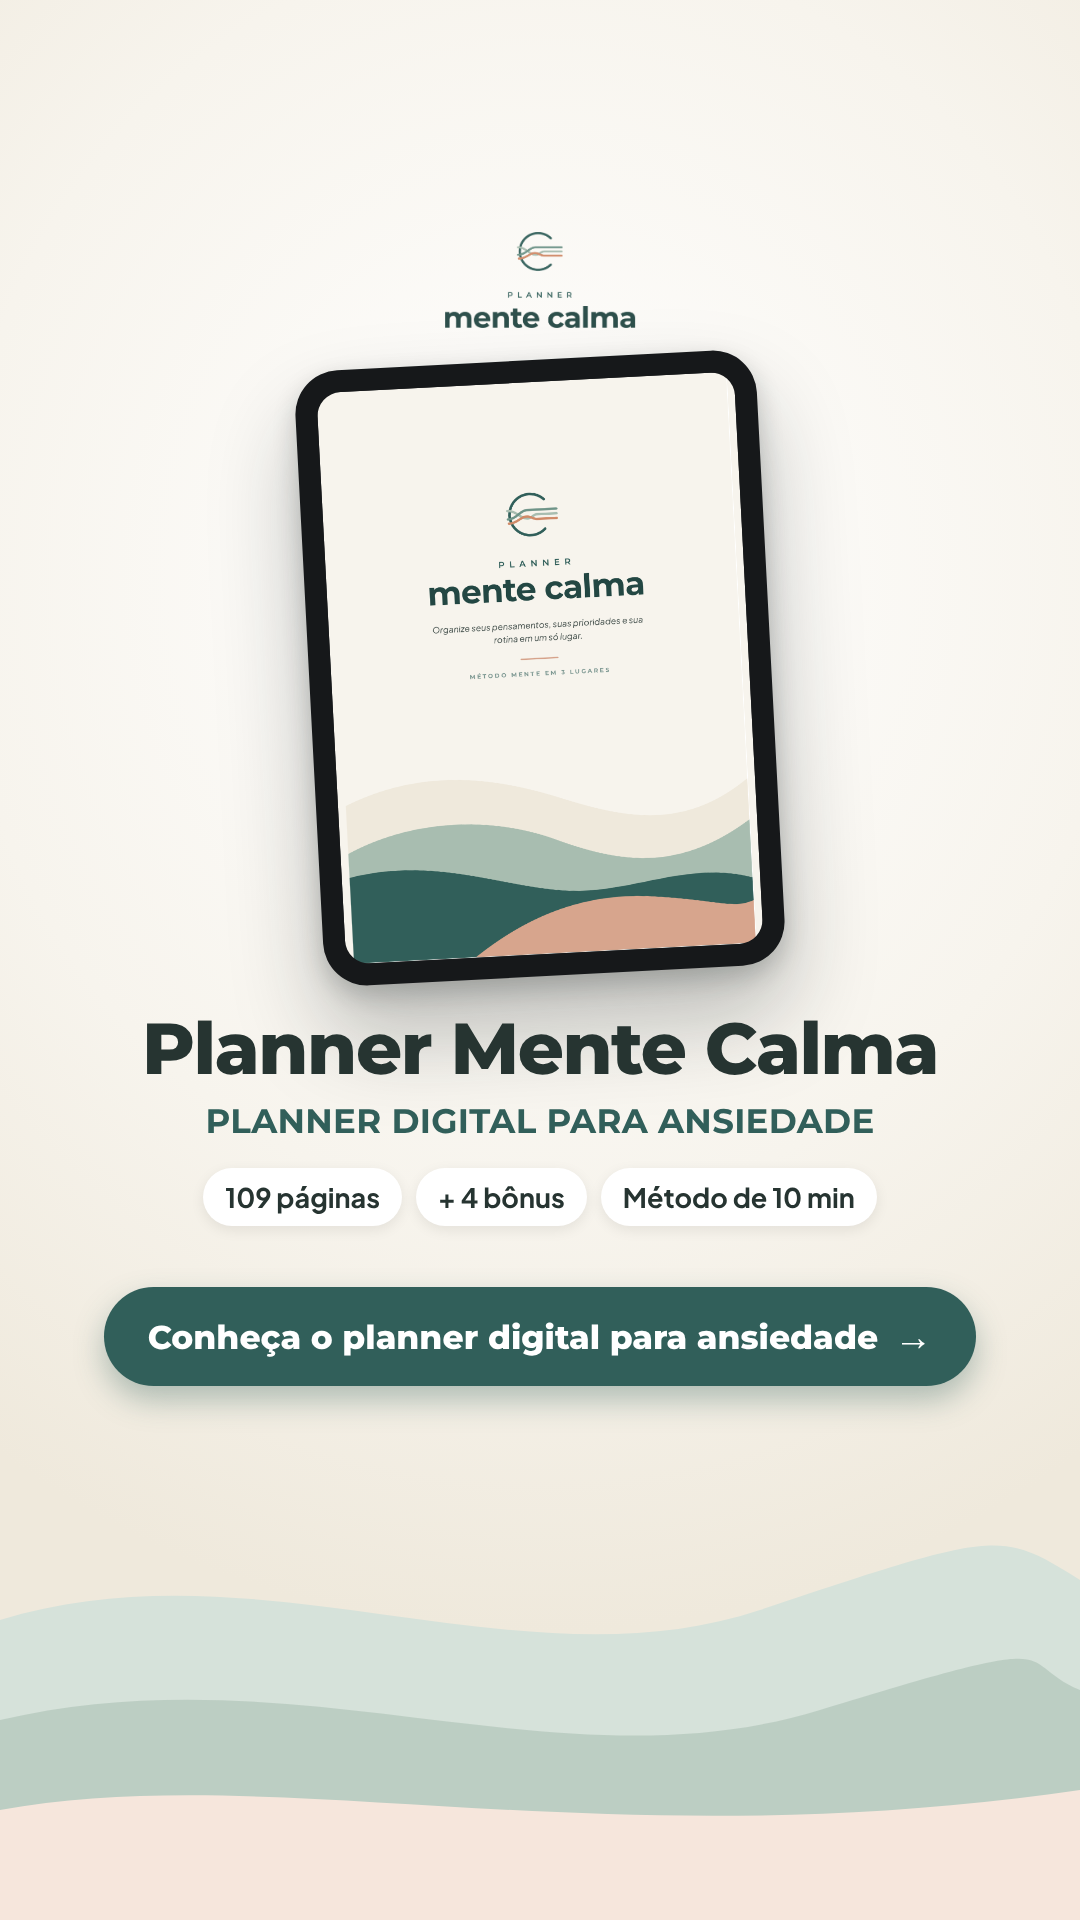 PLANNER
mente calma
PLANNER
mente calma
Organize seus pensamentos, suas prioridades e sua
rotina em um só lugar.
MÉTODO MENTE EM 3 LUGARES
Planner Mente Calma
PLANNER DIGITAL PARA ANSIEDADE
109 páginas + 4 bônus Método de 10 min
Conheça o planner digital para ansiedade →